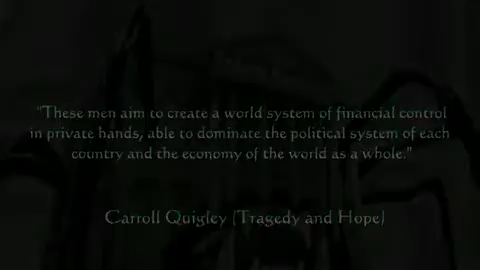 "These men aim to create a world system of financial control
in private hands, able to dominate the political system of each
country and the economy of the world as a whole."
Carroll Quigley (Tragedy and Hope)